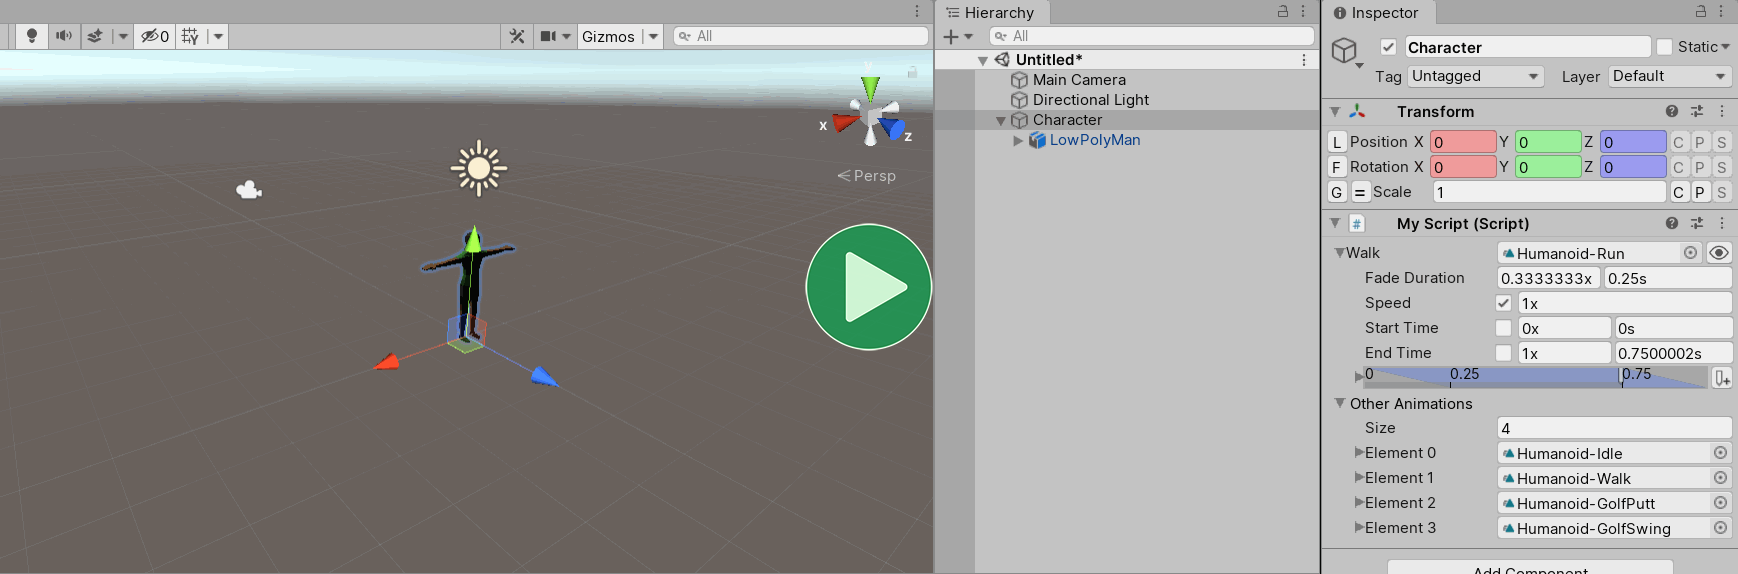 0
Gizmos
All
y
x
z
Persp
Hierarchy
All
Untitled*
Main Camera
Directional Light
Character
LowPolyMan
Inspector
Character
Static
Tag Untagged Layer Default
Transform
L Position X 0 Y 0 Z 0 C P S
F Rotation X 0 Y 0 Z 0 C P S
G = Scale 1 C P S
# My Script (Script)
Walk Humanoid-Run
Fade Duration 0.3333333x 0.25s
Speed 1x
Start Time 0x 0s
End Time 1x 0.7500002s
0 0.25 0.75
Other Animations
Size 4
Element 0 Humanoid-Idle
Element 1 Humanoid-Walk
Element 2 Humanoid-GolfPutt
Element 3 Humanoid-GolfSwing
Add Component